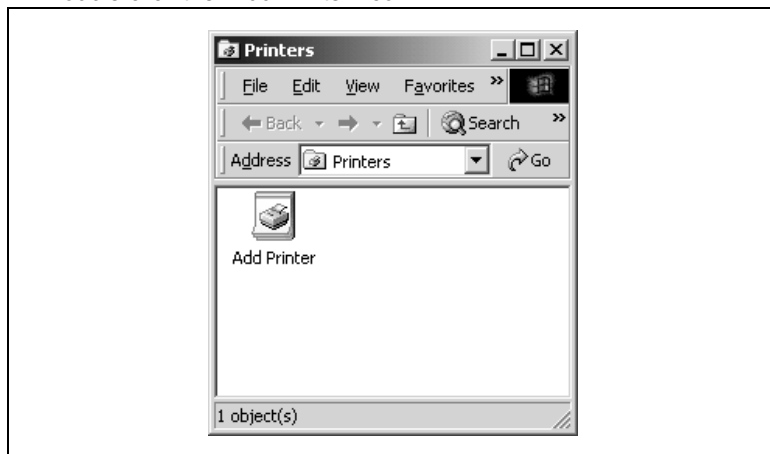 Printers
File Edit View Favorites »
Back Search »
Address Printers Go
Add Printer
1 object(s)